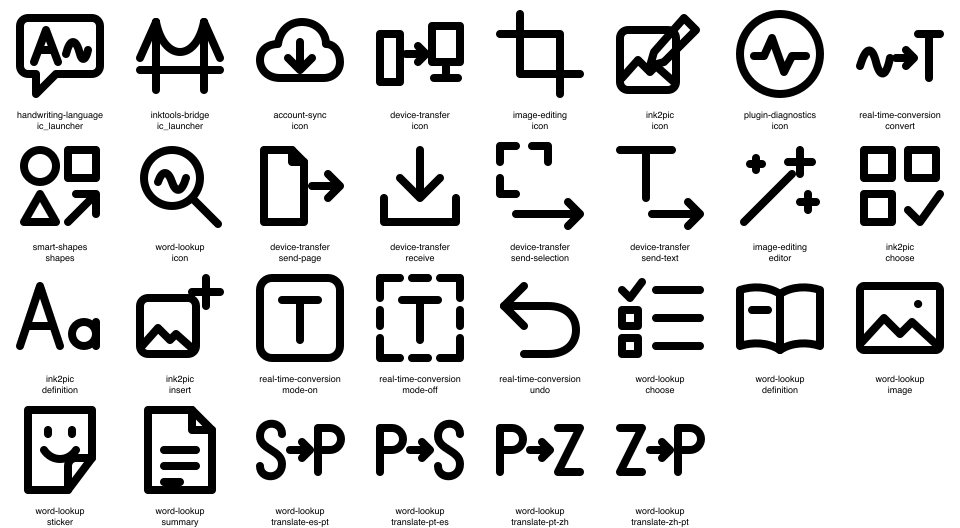 handwriting-language
ic_launcher
inktools-bridge
ic_launcher
account-sync
icon
device-transfer
icon
image-editing
icon
ink2pic
icon
plugin-diagnostics
icon
T
real-time-conversion
convert
smart-shapes
shapes
word-lookup
icon
device-transfer
send-page
device-transfer
receive
device-transfer
send-selection
T
device-transfer
send-text
image-editing
editor
ink2pic
choose
Aa
ink2pic
definition
ink2pic
insert
T
real-time-conversion
mode-on
T
real-time-conversion
mode-off
real-time-conversion
undo
word-lookup
choose
word-lookup
definition
word-lookup
image
word-lookup
sticker
word-lookup
summary
S→P
word-lookup
translate-es-pt
P→S
word-lookup
translate-pt-es
P→Z
word-lookup
translate-pt-zh
Z→P
word-lookup
translate-zh-pt